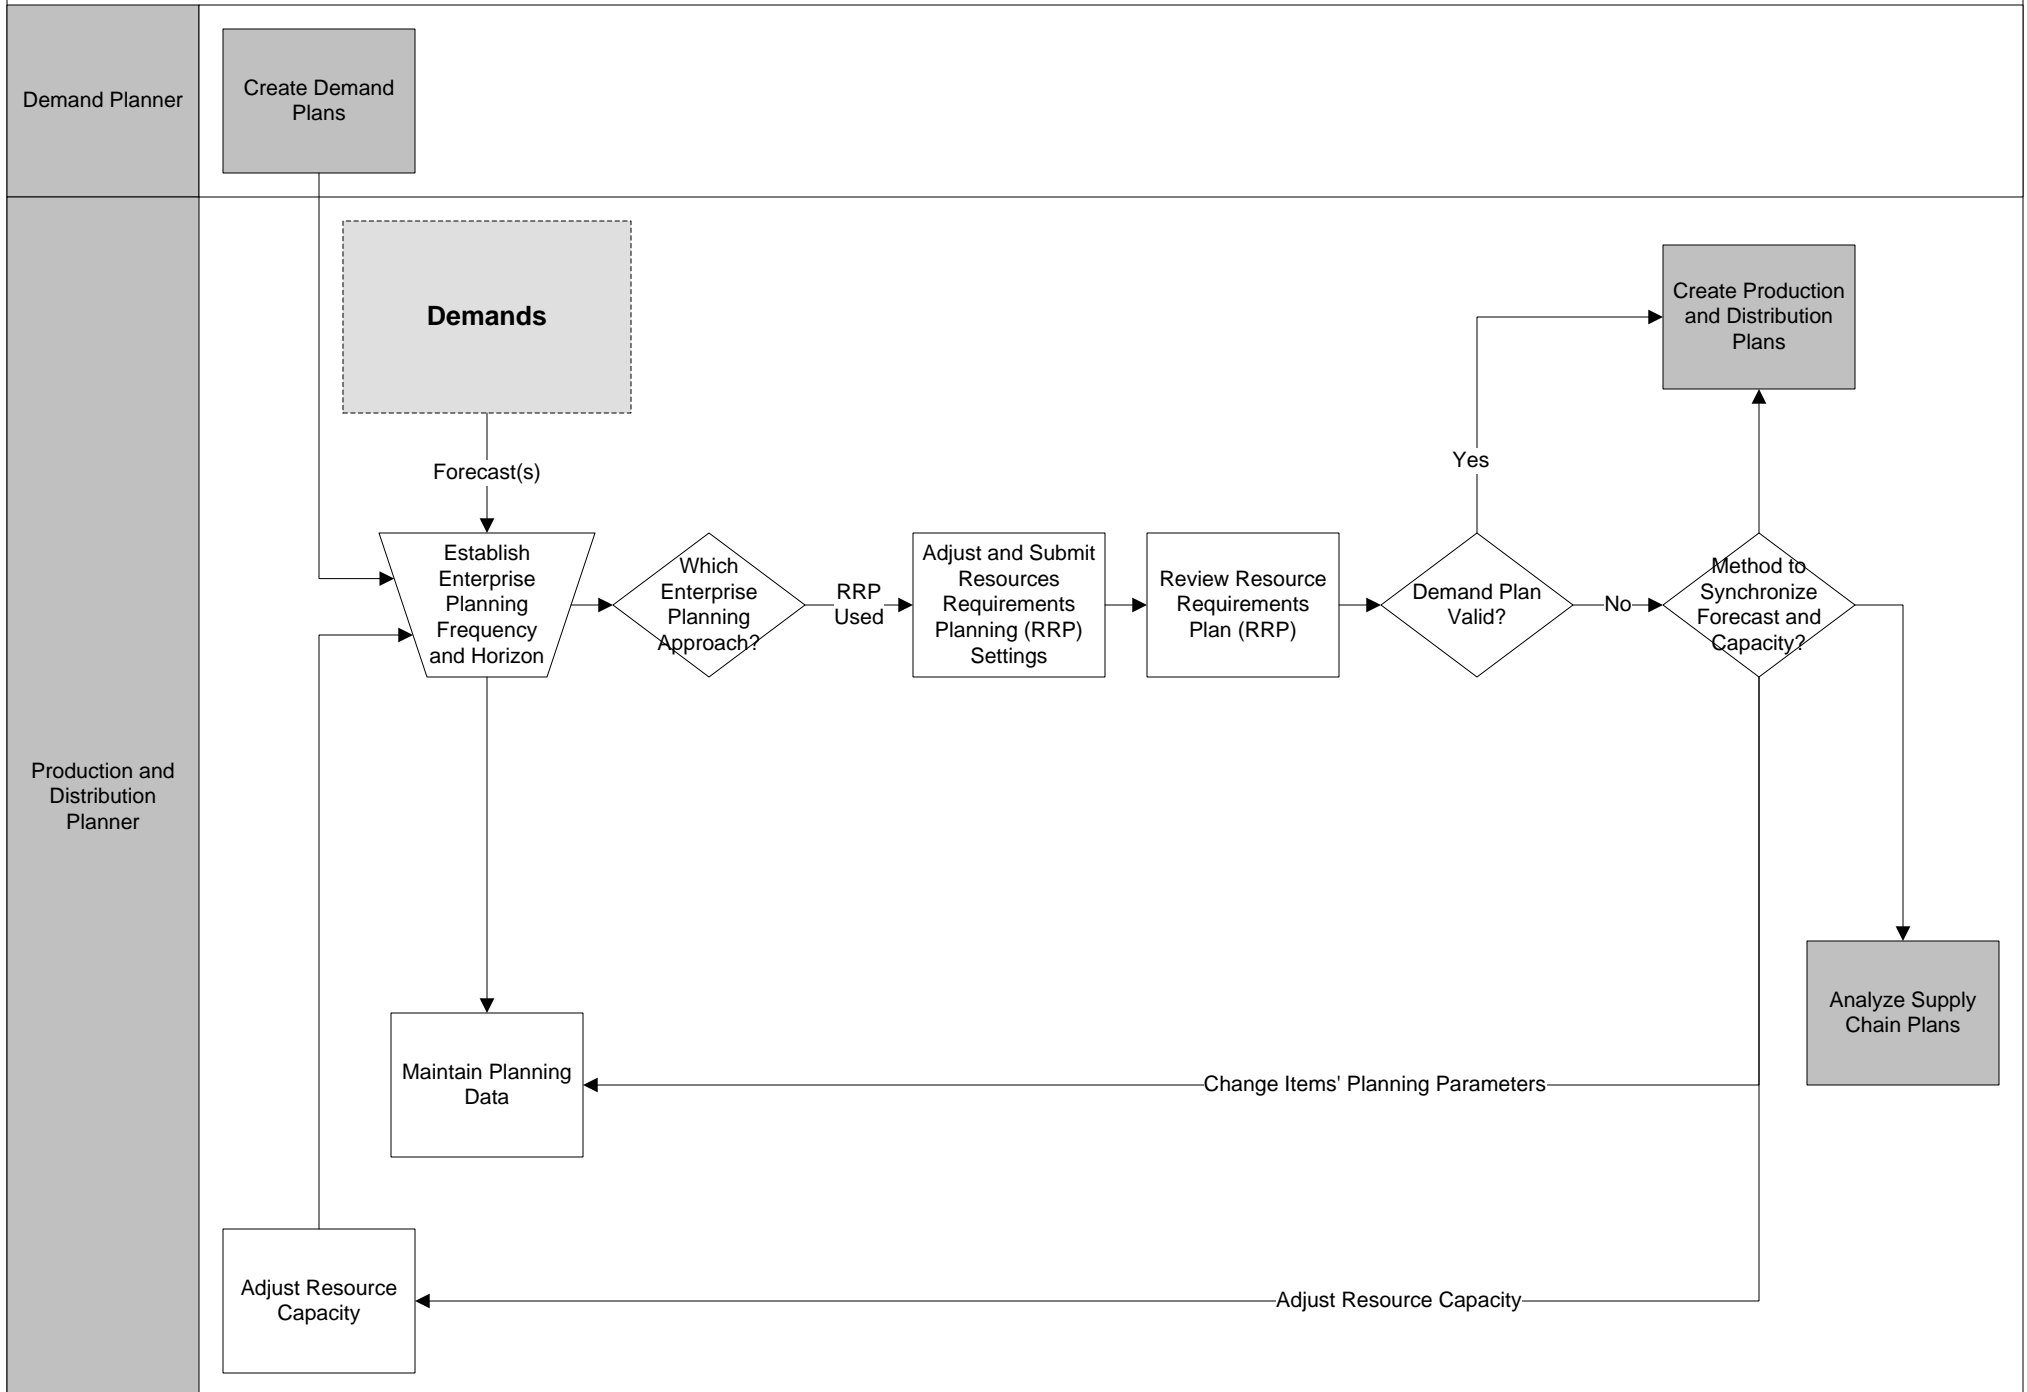 Demand Planner
Create Demand
Plans
Demands
Create Production
and Distribution
Plans
Yes
Forecast(s)
Establish
Enterprise
Planning
Frequency
and Horizon
Which
Enterprise
Planning
Approach?
RRP
Used
Adjust and Submit
Resources
Requirements
Planning (RRP)
Settings
Review Resource
Requirements
Plan (RRP)
Demand Plan
Valid?
No
Method to
Synchronize
Forecast and
Capacity?
Production and
Distribution
Planner
Analyze Supply
Chain Plans
Maintain Planning
Data
Change Items' Planning Parameters
Adjust Resource
Capacity
Adjust Resource Capacity